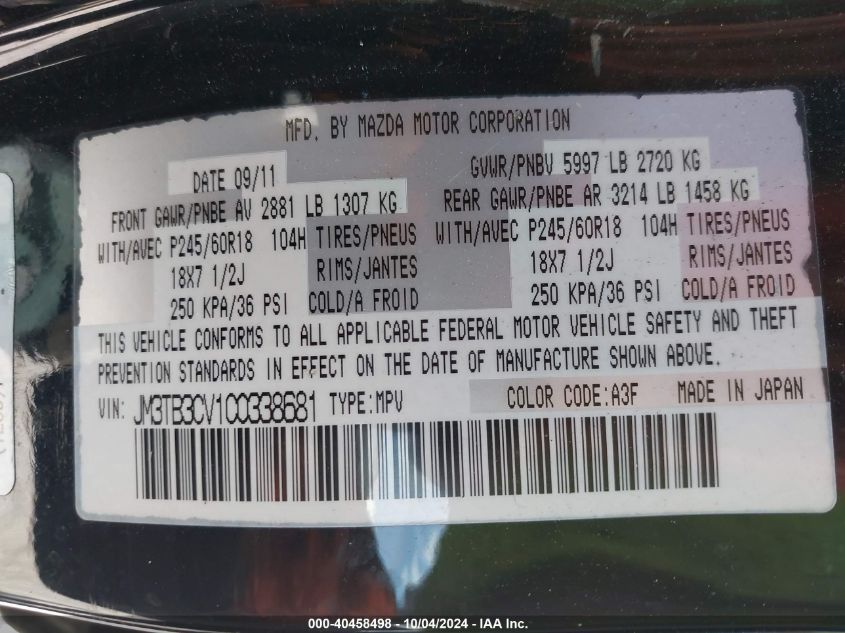 MFD. BY MAZDA MOTOR CORPORATION
DATE 09/11 GVWR/PNBV 5997 LB 2720 KG
FRONT GAWR/PNBE AV 2881 LB 1307 KG REAR GAWR/PNBE AR 3214 LB 1458 KG
WITH/AVEC P245/60R18 104H TIRES/PNEUS WITH/AVEC P245/60R18 104H TIRES/PNEUS
18X7 1/2J RIMS/JANTES 18X7 1/2J RIMS/JANTES
250 KPA/36 PSI COLD/A FROID 250 KPA/36 PSI COLD/A FROID
THIS VEHICLE CONFORMS TO ALL APPLICABLE FEDERAL MOTOR VEHICLE SAFETY AND THEFT
PREVENTION STANDARDS IN EFFECT ON THE DATE OF MANUFACTURE SHOWN ABOVE.
VIN: JM3TB3CV1C0338681 TYPE:MPV COLOR CODE:A3F MADE IN JAPAN
000-40458498 - 10/04/2024 - IAA Inc.